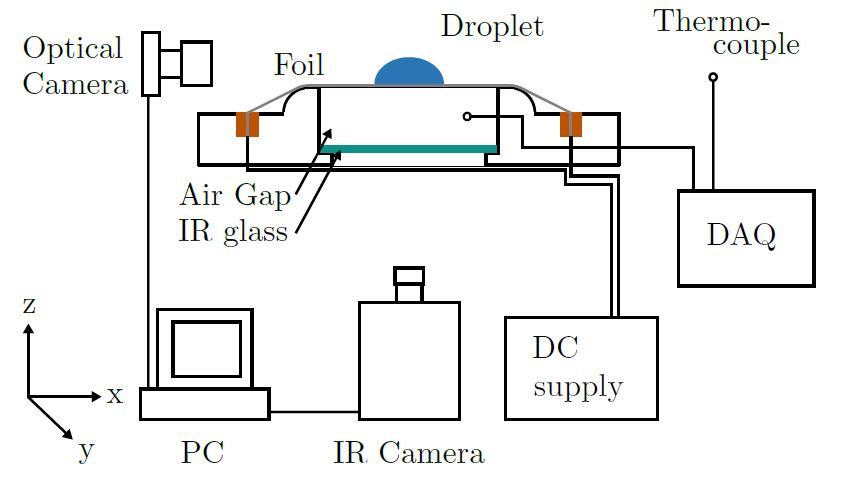 Droplet
Thermo-
couple
Optical
Camera
Foil
Air Gap
IR glass
DAQ
z
x
y
DC
supply
PC
IR Camera